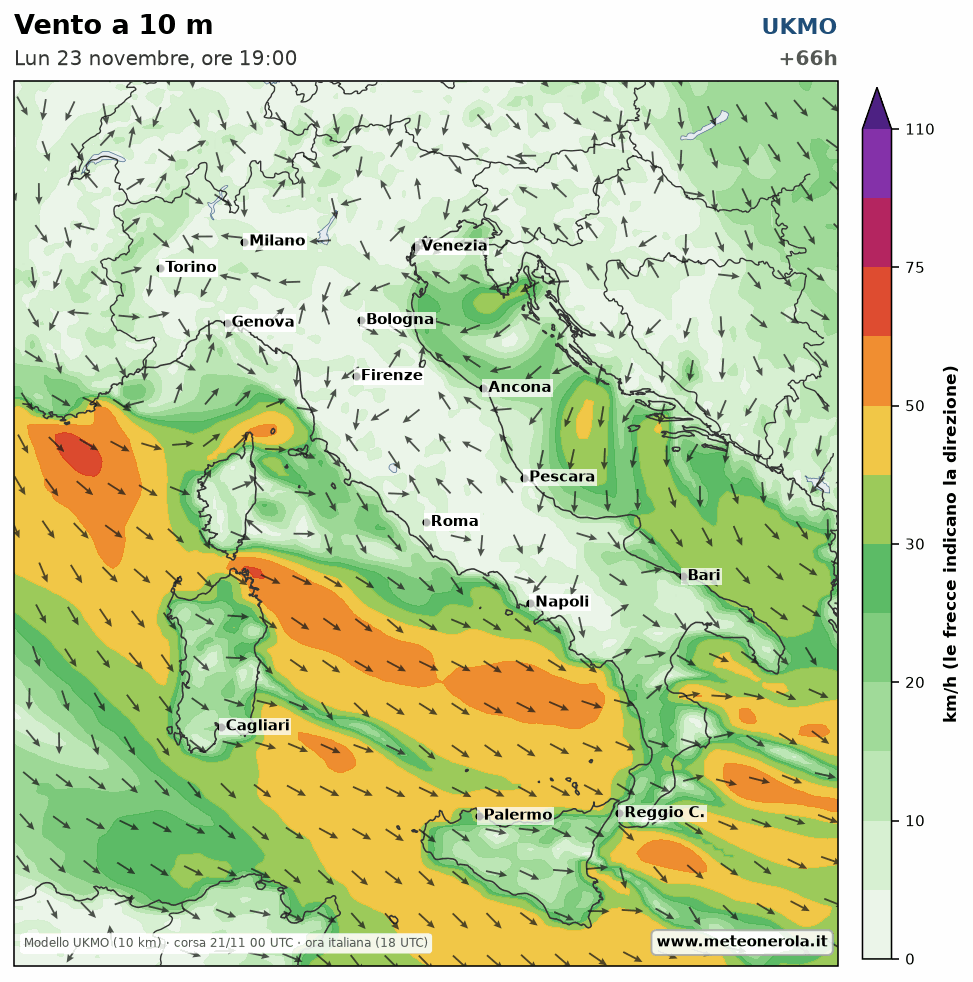 Vento a 10 m
UKMO
Lun 23 novembre, ore 19:00
+66h
110
75
50
30
20
10
0
km/h (le frecce indicano la direzione)
Milano
Venezia
Torino
Genova
Bologna
Firenze
Ancona
Pescara
Roma
Bari
Napoli
Cagliari
Palermo
Reggio C.
Modello UKMO (10 km) · corsa 21/11 00 UTC · ora italiana (18 UTC)
www.meteonerola.it